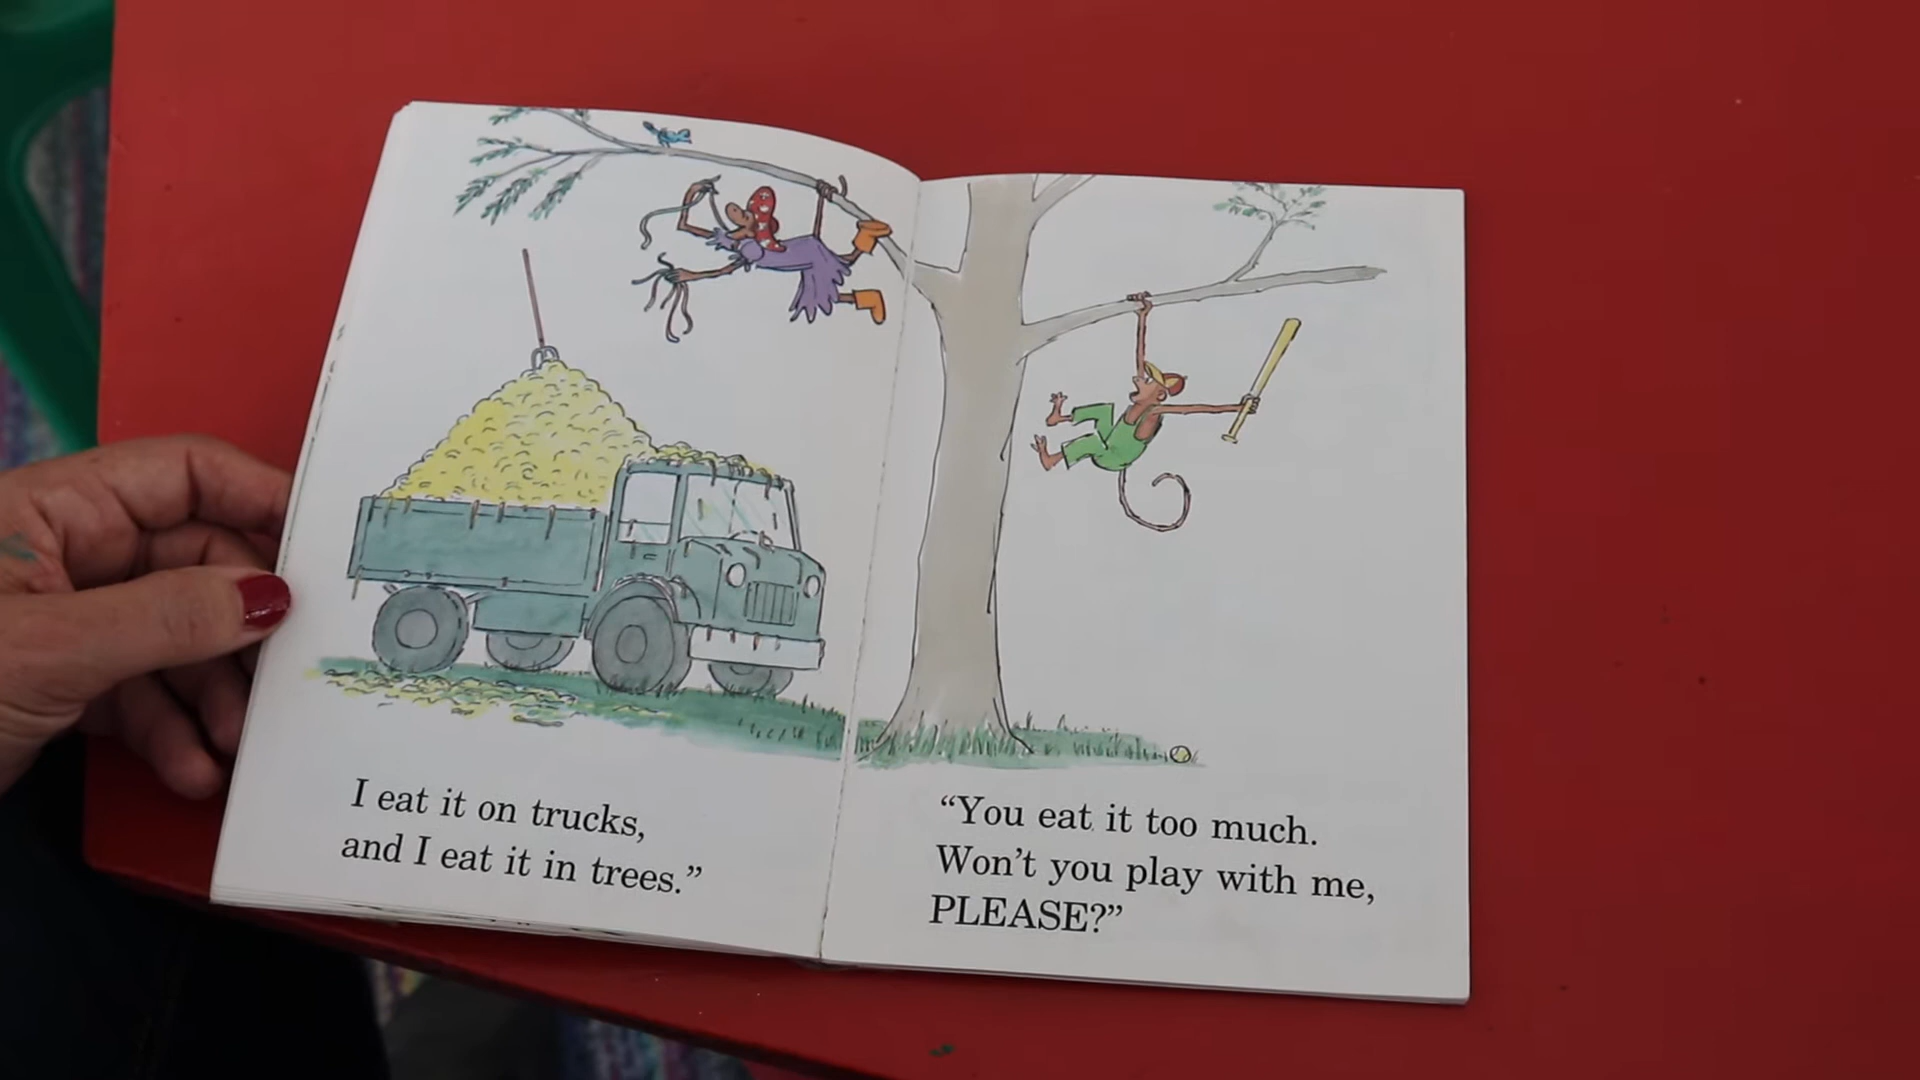 I eat it on trucks,
and I eat it in trees.”
“You eat it too much.
Won’t you play with me,
PLEASE?”